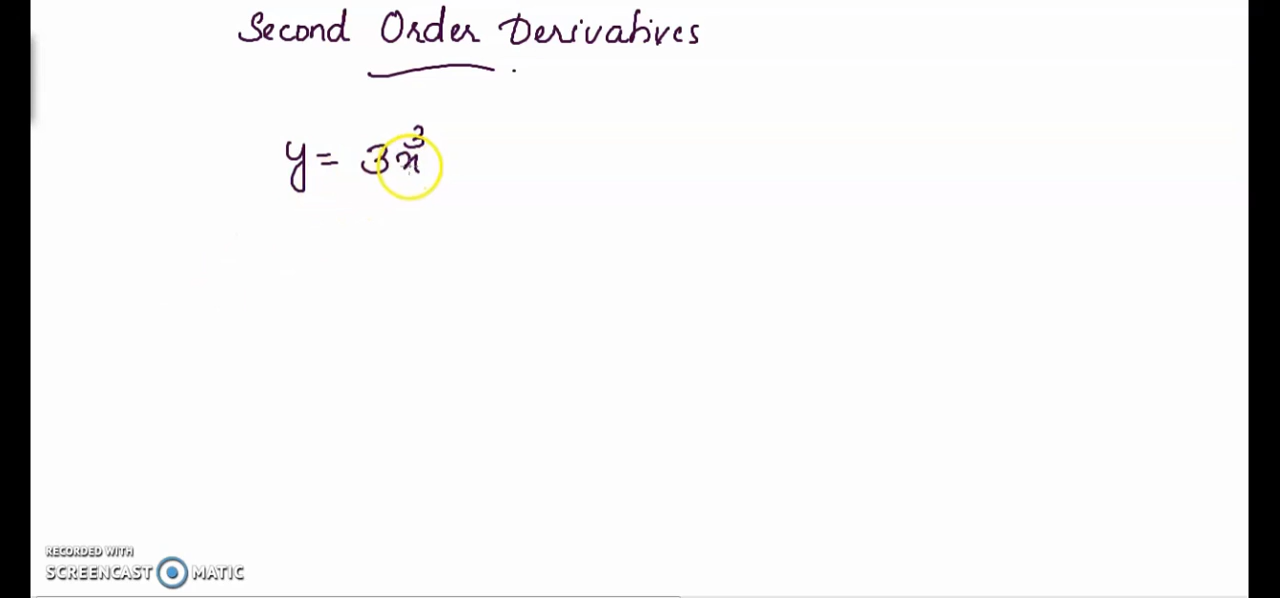 Second Order Derivatives
y = 3x³
RECORDED WITH
SCREENCAST MATIC